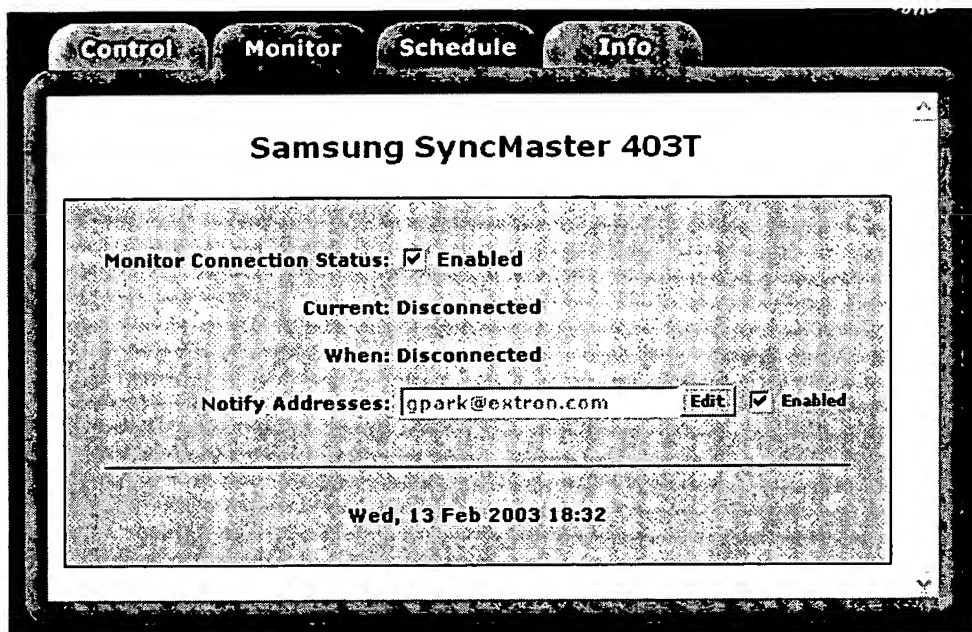 Control Monitor Schedule Info
Samsung SyncMaster 403T
Monitor Connection Status: Enabled
Current: Disconnected
When: Disconnected
Notify Addresses: gpark@extron.com Edit Enabled
Wed, 13 Feb 2003 18:32